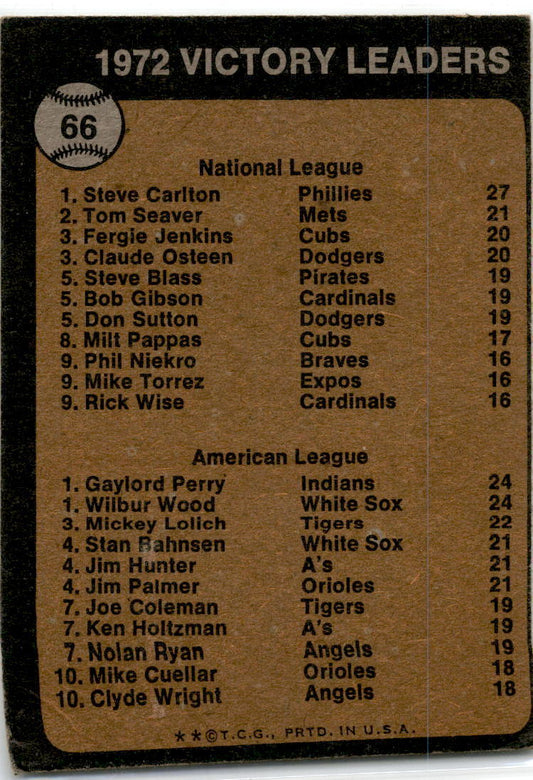 1972 VICTORY LEADERS
66
National League
1. Steve Carlton Phillies 27
2. Tom Seaver Mets 21
3. Fergie Jenkins Cubs 20
3. Claude Osteen Dodgers 20
5. Steve Blass Pirates 19
5. Bob Gibson Cardinals 19
5. Don Sutton Dodgers 19
8. Milt Pappas Cubs 17
9. Phil Niekro Braves 16
9. Mike Torrez Expos 16
9. Rick Wise Cardinals 16
American League
1. Gaylord Perry Indians 24
1. Wilbur Wood White Sox 24
3. Mickey Lolich Tigers 22
4. Stan Bahnsen White Sox 21
4. Jim Hunter A's 21
4. Jim Palmer Orioles 21
7. Joe Coleman Tigers 19
7. Ken Holtzman A's 19
7. Nolan Ryan Angels 19
10. Mike Cuellar Orioles 18
10. Clyde Wright Angels 18
**©T.C.G., PRTD. IN U.S.A.